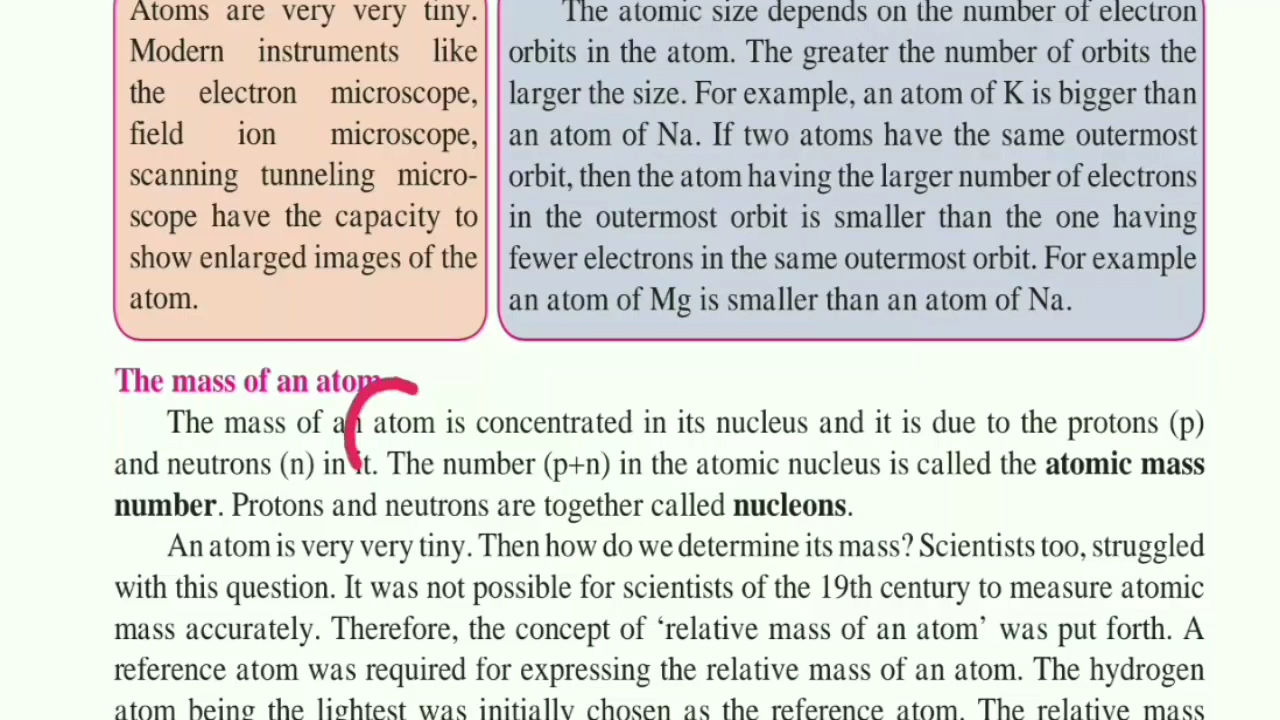 Atoms are very very tiny.
Modern instruments like
the electron microscope,
field ion microscope,
scanning tunneling micro-
scope have the capacity to
show enlarged images of the
atom.
The atomic size depends on the number of electron
orbits in the atom. The greater the number of orbits the
larger the size. For example, an atom of K is bigger than
an atom of Na. If two atoms have the same outermost
orbit, then the atom having the larger number of electrons
in the outermost orbit is smaller than the one having
fewer electrons in the same outermost orbit. For example
an atom of Mg is smaller than an atom of Na.
The mass of an atom
The mass of an atom is concentrated in its nucleus and it is due to the protons (p)
and neutrons (n) in it. The number (p+n) in the atomic nucleus is called the atomic mass
number. Protons and neutrons are together called nucleons.
An atom is very very tiny. Then how do we determine its mass? Scientists too, struggled
with this question. It was not possible for scientists of the 19th century to measure atomic
mass accurately. Therefore, the concept of ‘relative mass of an atom’ was put forth. A
reference atom was required for expressing the relative mass of an atom. The hydrogen
atom being the lightest was initially chosen as the reference atom. The relative mass